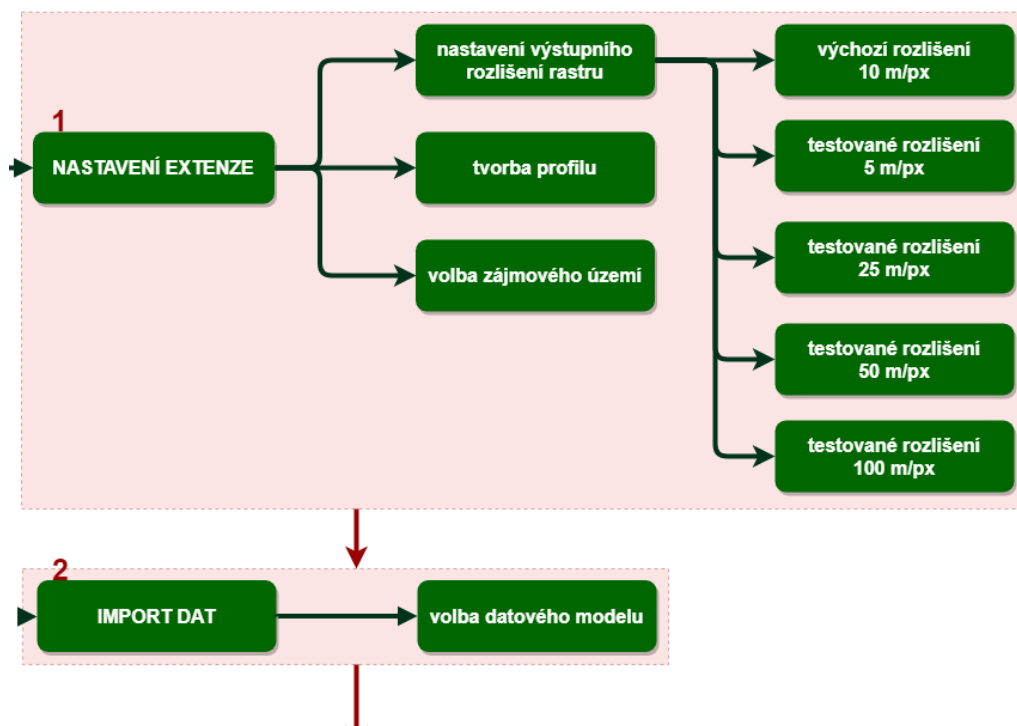 1
NASTAVENÍ EXTENZE
nastavení výstupního
rozlišení rastru
tvorba profilu
volba zájmového území
výchozí rozlišení
10 m/px
testované rozlišení
5 m/px
testované rozlišení
25 m/px
testované rozlišení
50 m/px
testované rozlišení
100 m/px
2
IMPORT DAT
volba datového modelu